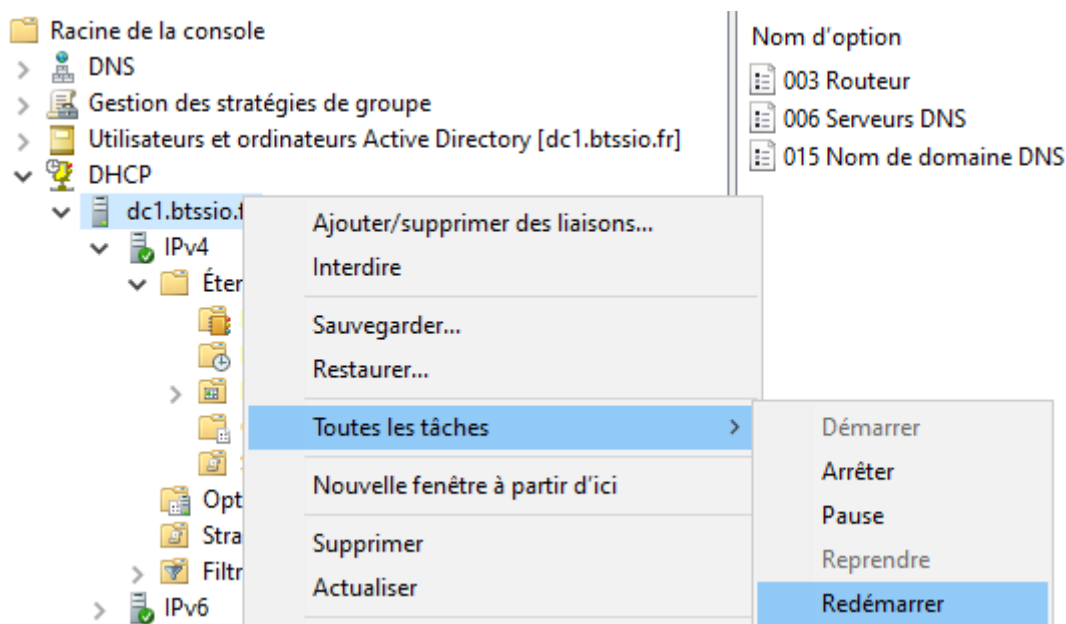 Racine de la console
DNS
Gestion des stratégies de groupe
Utilisateurs et ordinateurs Active Directory [dc1.btssio.fr]
DHCP
dc1.btssio.f
IPv4
Éter
Opt
Stra
Filtr
IPv6
Nom d'option
003 Routeur
006 Serveurs DNS
015 Nom de domaine DNS
Ajouter/supprimer des liaisons...
Interdire
Sauvegarder...
Restaurer...
Toutes les tâches
Nouvelle fenêtre à partir d'ici
Supprimer
Actualiser
Démarrer
Arrêter
Pause
Reprendre
Redémarrer